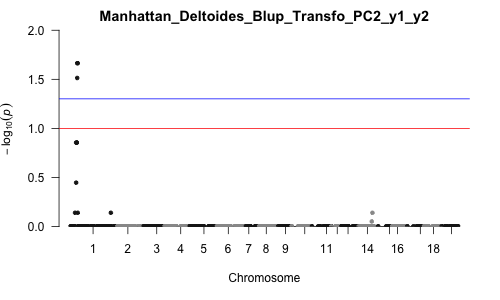 Manhattan_Deltoides_Blup_Transfo_PC2_y1_y2
2.0
1.5
1.0
0.5
0.0
− log10(p)
1 2 3 4 5 6 7 8 9 11 14 16 18
Chromosome